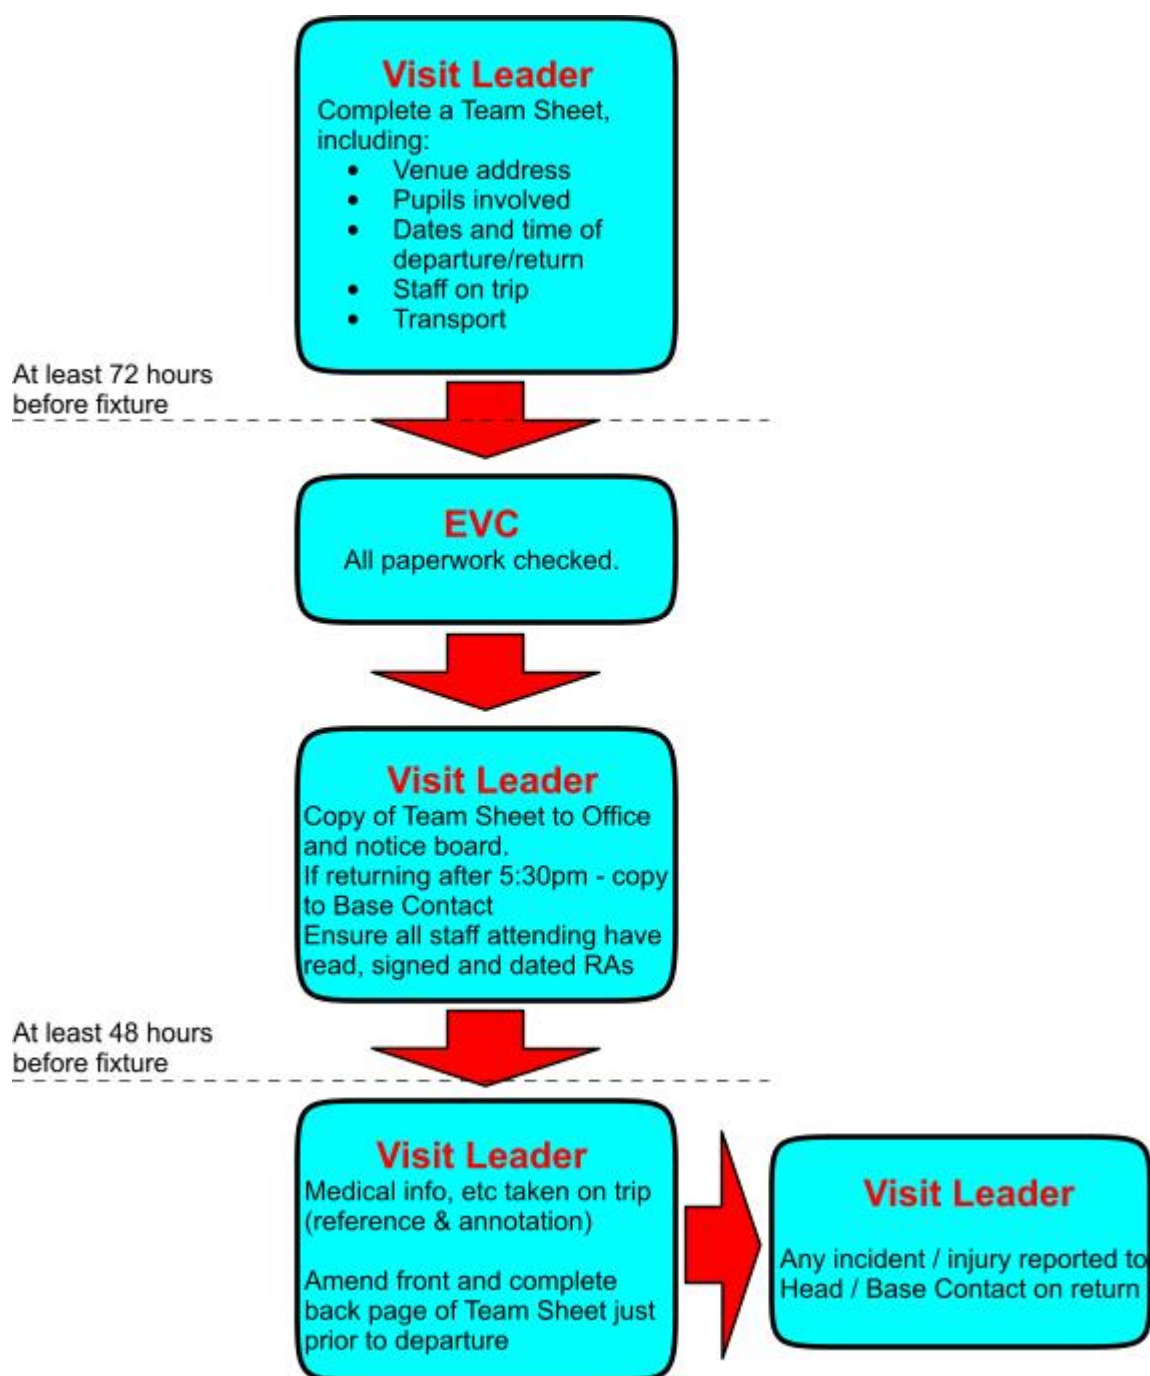 Visit Leader
Complete a Team Sheet,
including:
• Venue address
• Pupils involved
• Dates and time of
departure/return
• Staff on trip
• Transport
At least 72 hours
before fixture
EVC
All paperwork checked.
Visit Leader
Copy of Team Sheet to Office
and notice board.
If returning after 5:30pm - copy
to Base Contact
Ensure all staff attending have
read, signed and dated RAs
At least 48 hours
before fixture
Visit Leader
Medical info, etc taken on trip
(reference & annotation)
Amend front and complete
back page of Team Sheet just
prior to departure
Visit Leader
Any incident / injury reported to
Head / Base Contact on return